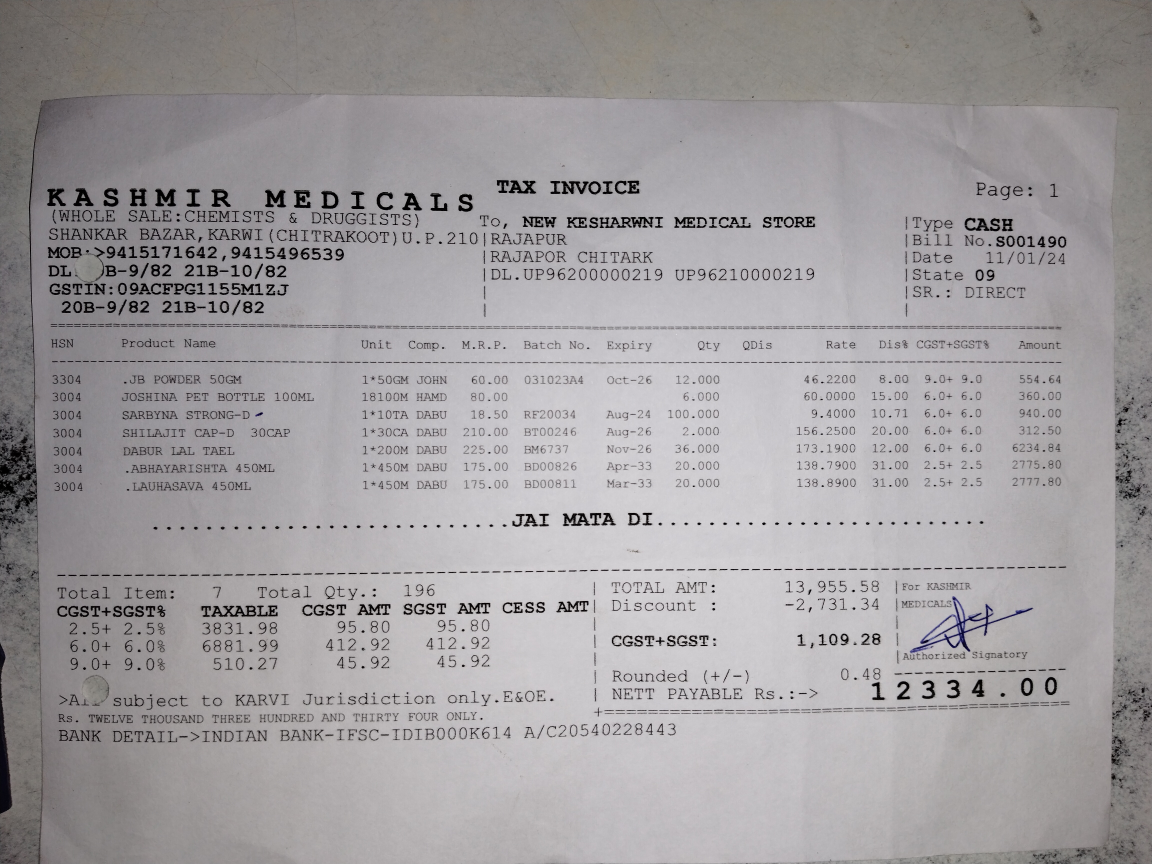 TAX INVOICE
Page: 1
KASHMIR MEDICALS
(WHOLE SALE:CHEMISTS & DRUGGISTS)
SHANKAR BAZAR,KARWI(CHITRAKOOT)U.P.210
MOB:->9415171642,9415496539
DL. B-9/82 21B-10/82
GSTIN:09ACFPG1155M1ZJ
20B-9/82 21B-10/82
To, NEW KESHARWNI MEDICAL STORE
RAJAPUR
RAJAPOR CHITARK
DL.UP96200000219 UP96210000219
Type CASH
Bill No.S001490
Date 11/01/24
State 09
SR.: DIRECT
HSN Product Name Unit Comp. M.R.P. Batch No. Expiry Qty QDis Rate Dis% CGST+SGST% Amount
3304 .JB POWDER 50GM 1*50GM JOHN 60.00 031023A4 Oct-26 12.000 46.2200 8.00 9.0+ 9.0 554.64
3004 JOSHINA PET BOTTLE 100ML 18100M HAMD 80.00 6.000 60.0000 15.00 6.0+ 6.0 360.00
3004 SARBYNA STRONG-D 1*10TA DABU 18.50 RF20034 Aug-24 100.000 9.4000 10.71 6.0+ 6.0 940.00
3004 SHILAJIT CAP-D 30CAP 1*30CA DABU 210.00 BT00246 Aug-26 2.000 156.2500 20.00 6.0+ 6.0 312.50
3004 DABUR LAL TAEL 1*200M DABU 225.00 BM6737 Nov-26 36.000 173.1900 12.00 6.0+ 6.0 6234.84
3004 .ABHAYARISHTA 450ML 1*450M DABU 175.00 BD00826 Apr-33 20.000 138.7900 31.00 2.5+ 2.5 2775.80
3004 .LAUHASAVA 450ML 1*450M DABU 175.00 BD00811 Mar-33 20.000 138.8900 31.00 2.5+ 2.5 2777.80
............................JAI MATA DI..........................
Total Item: 7 Total Qty.: 196
CGST+SGST% TAXABLE CGST AMT SGST AMT CESS AMT
2.5+ 2.5% 3831.98 95.80 95.80
6.0+ 6.0% 6881.99 412.92 412.92
9.0+ 9.0% 510.27 45.92 45.92
TOTAL AMT: 13,955.58
Discount : -2,731.34
CGST+SGST: 1,109.28
Rounded (+/-) 0.48
NETT PAYABLE Rs.:-> 12334.00
For KASHMIR
MEDICALS
Authorized Signatory
subject to KARVI Jurisdiction only.E&OE.
Rs. TWELVE THOUSAND THREE HUNDRED AND THIRTY FOUR ONLY.
BANK DETAIL->INDIAN BANK-IFSC-IDIB000K614 A/C20540228443